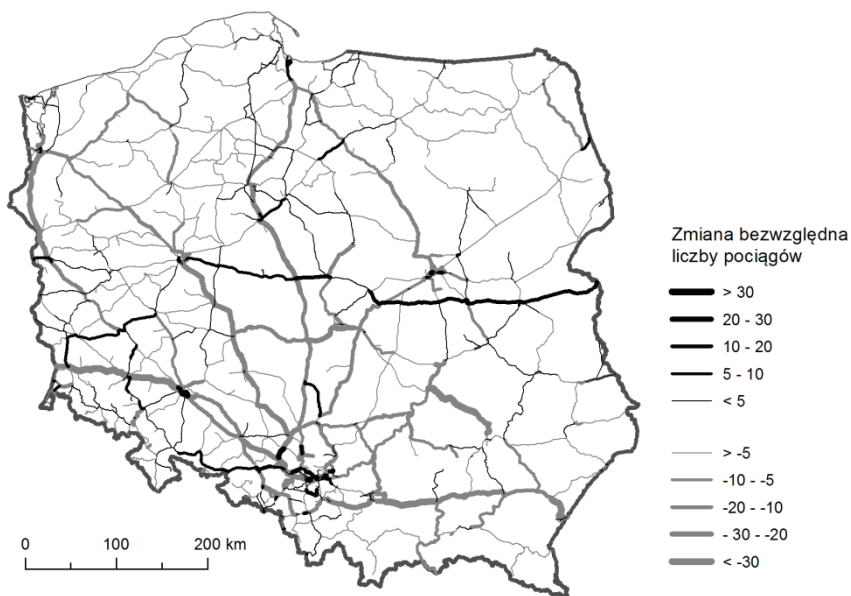 Zmiana bezwzględna
liczby pociągów
> 30
20 - 30
10 - 20
5 - 10
< 5
> -5
-10 - -5
-20 - -10
- 30 - -20
< -30
0 100 200 km